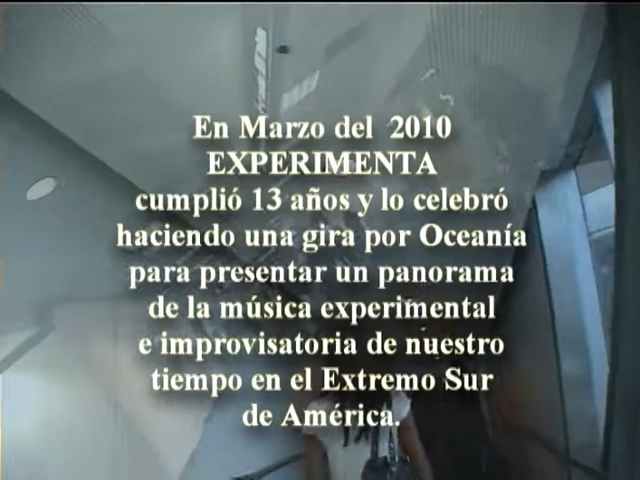 En Marzo del 2010
EXPERIMENTA
cumplió 13 años y lo celebró
haciendo una gira por Oceanía
para presentar un panorama
de la música experimental
e improvisatoria de nuestro
tiempo en el Extremo Sur
de América.